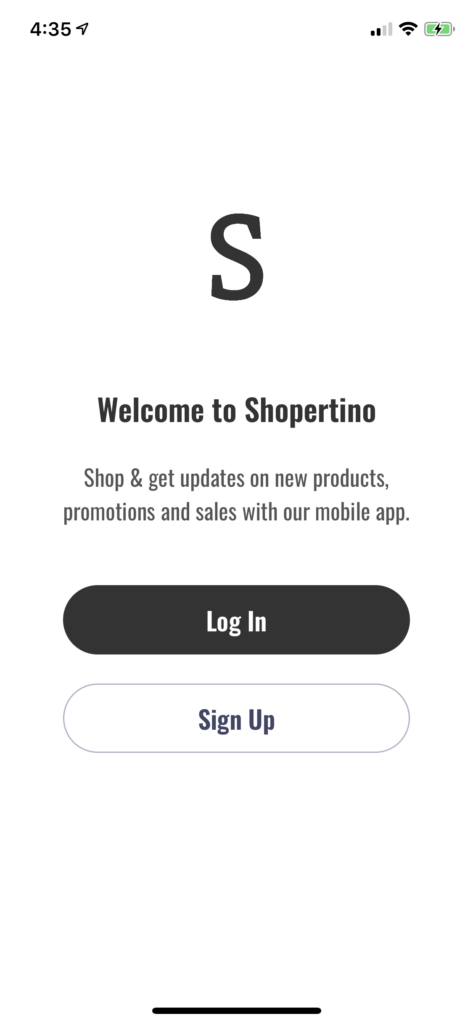 4:35
S
Welcome to Shopertino
Shop & get updates on new products,
promotions and sales with our mobile app.
Log In
Sign Up